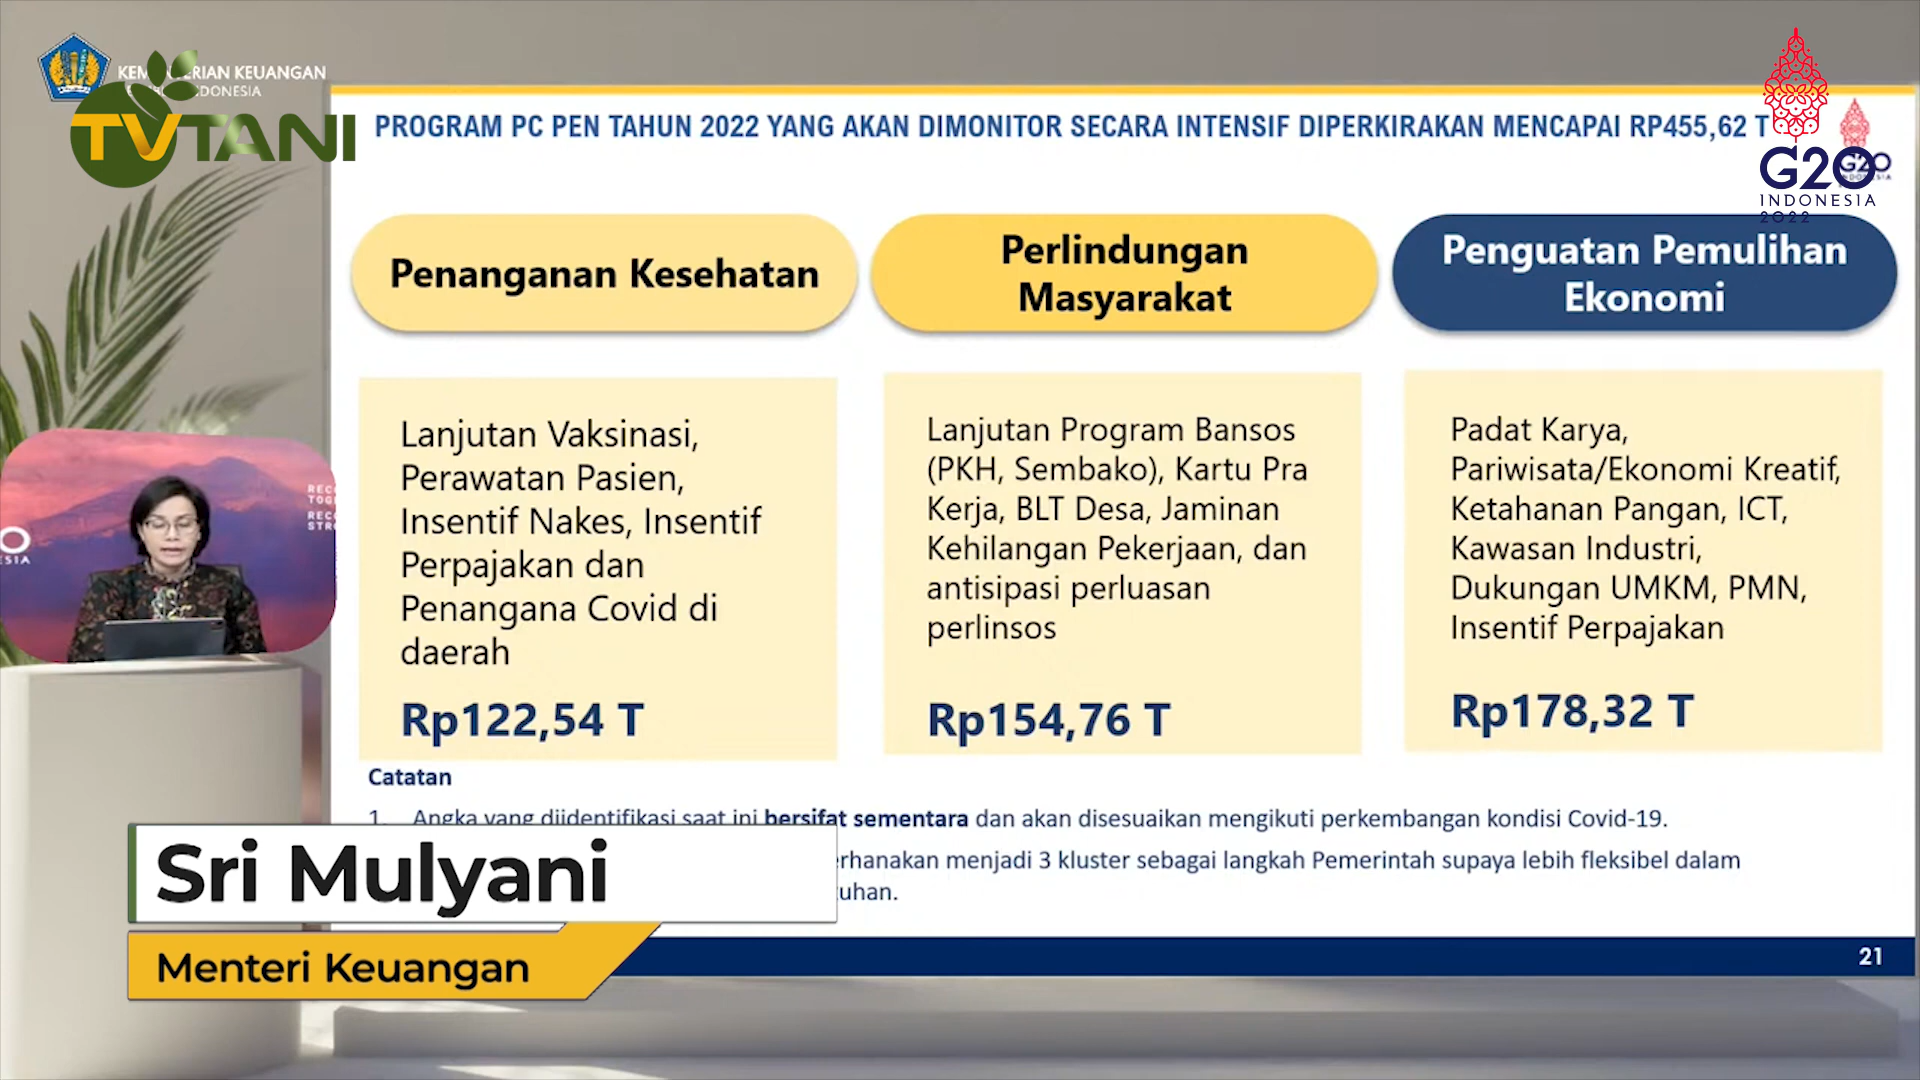 KEMENTERIAN KEUANGAN
TVTANI
PROGRAM PC PEN TAHUN 2022 YANG AKAN DIMONITOR SECARA INTENSIF DIPERKIRAKAN MENCAPAI RP455,62 T
G20
INDONESIA
2022
G20
Penanganan Kesehatan
Lanjutan Vaksinasi,
Perawatan Pasien,
Insentif Nakes, Insentif
Perpajakan dan
Penangana Covid di
daerah
Rp122,54 T
Perlindungan
Masyarakat
Lanjutan Program Bansos
(PKH, Sembako), Kartu Pra
Kerja, BLT Desa, Jaminan
Kehilangan Pekerjaan, dan
antisipasi perluasan
perlinsos
Rp154,76 T
Penguatan Pemulihan
Ekonomi
Padat Karya,
Pariwisata/Ekonomi Kreatif,
Ketahanan Pangan, ICT,
Kawasan Industri,
Dukungan UMKM, PMN,
Insentif Perpajakan
Rp178,32 T
Catatan
1. Angka yang diidentifikasi saat ini bersifat sementara dan akan disesuaikan mengikuti perkembangan kondisi Covid-19.
menjadi 3 kluster sebagai langkah Pemerintah supaya lebih fleksibel dalam
Sri Mulyani
Menteri Keuangan
21